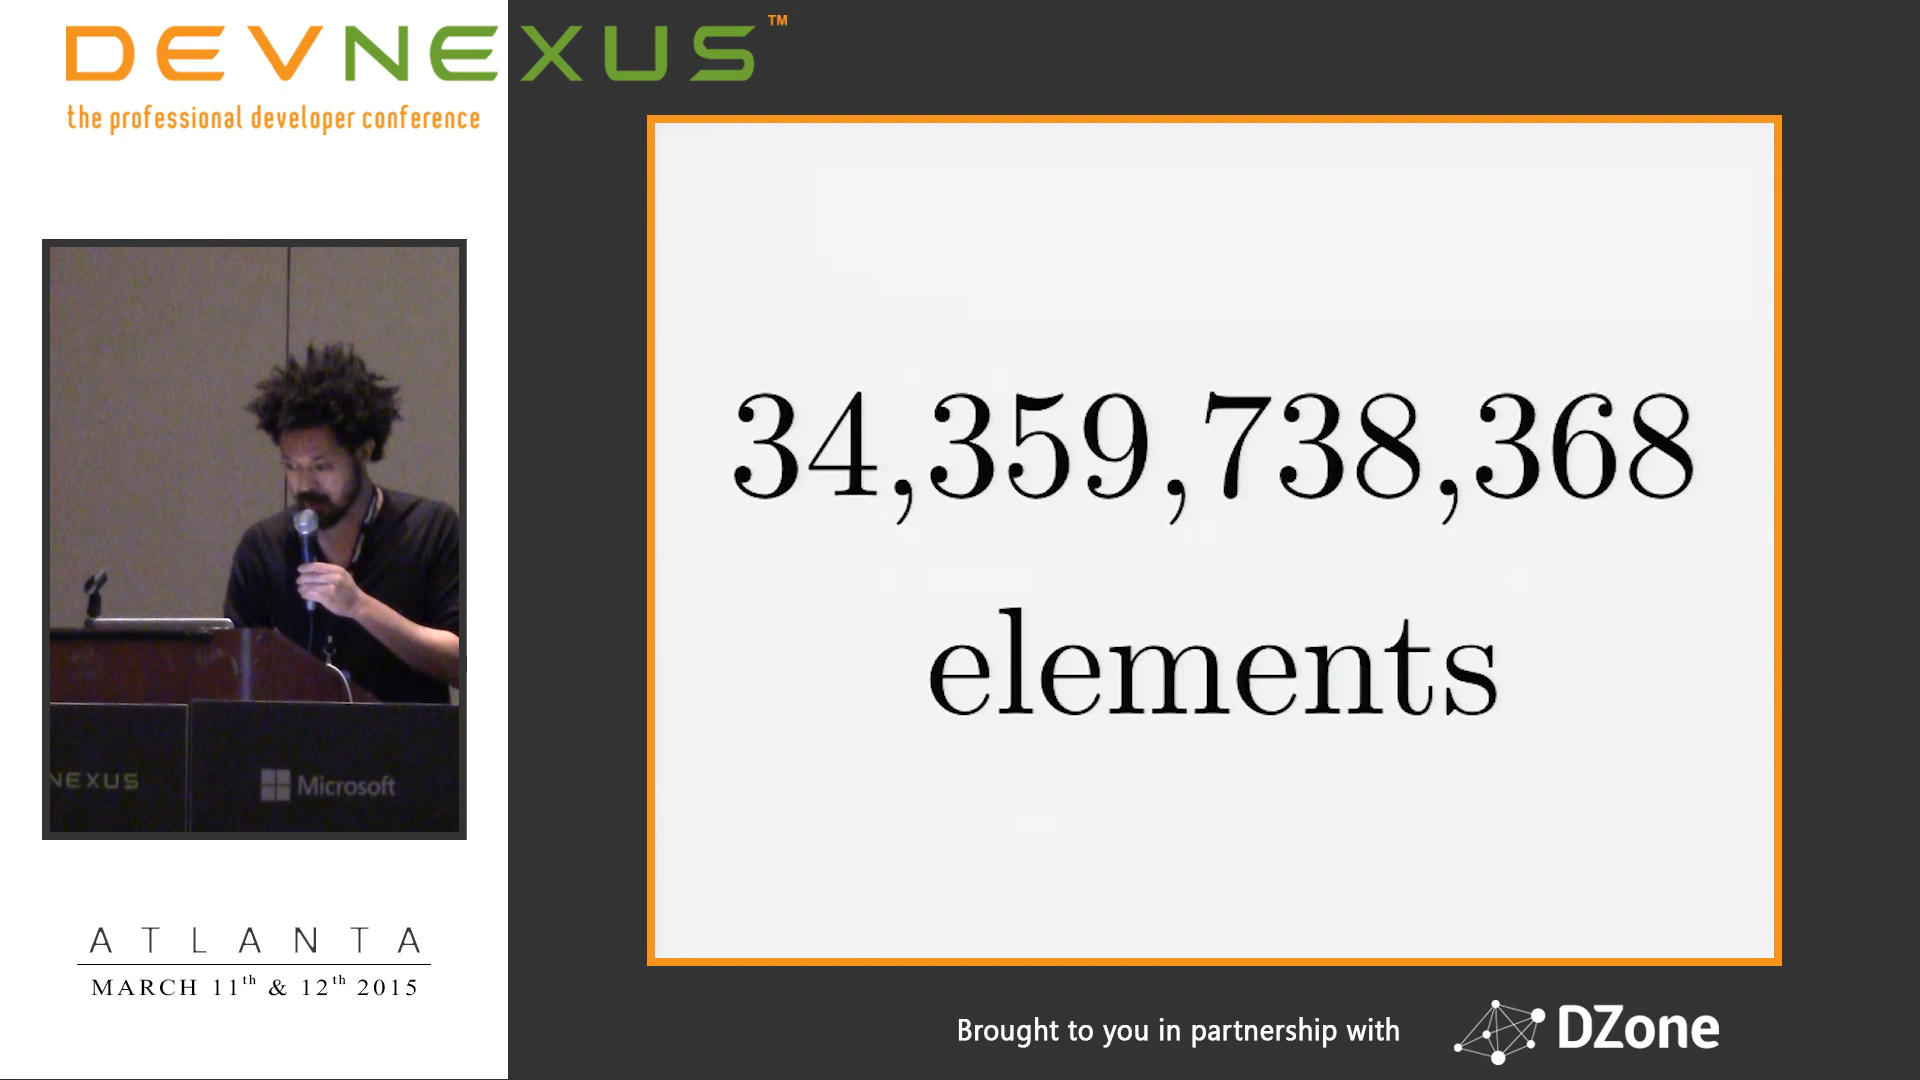 DEVNEXUS™
the professional developer conference
34,359,738,368
elements
NEXUS
Microsoft
ATLANTA
MARCH 11th & 12th 2015
Brought to you in partnership with
DZone